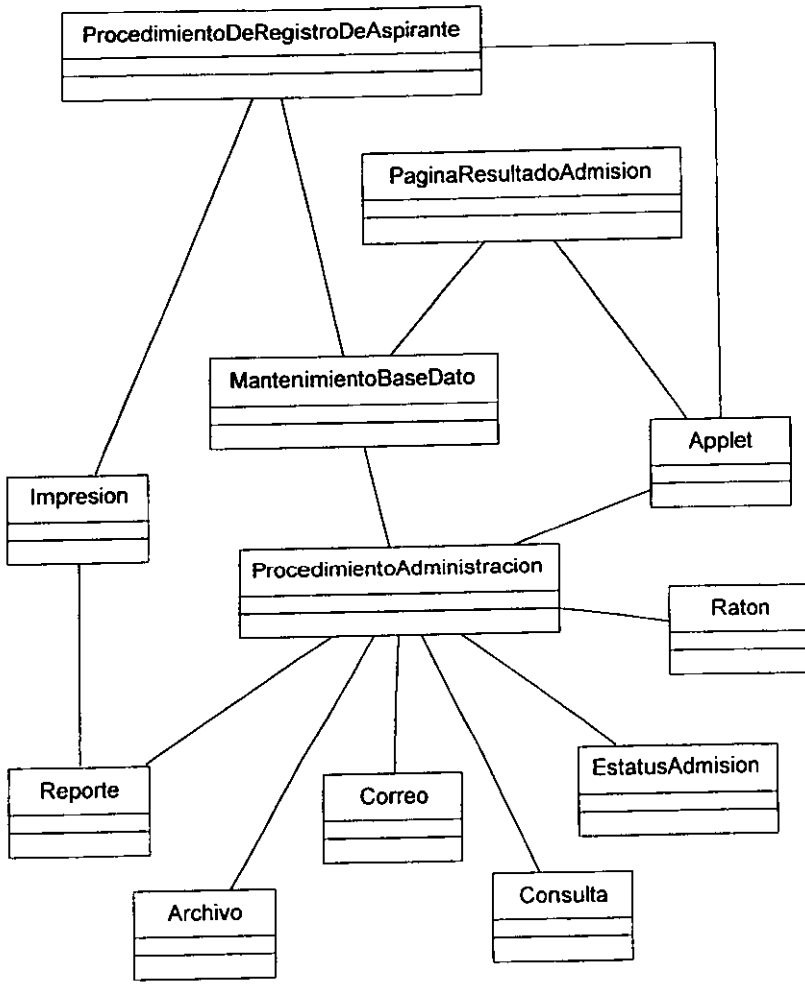 ProcedimientoDeRegistroDeAspirante
PaginaResultadoAdmision
MantenimientoBaseDato
Applet
Impresion
ProcedimientoAdministracion
Raton
Reporte
Correo
EstatusAdmision
Archivo
Consulta